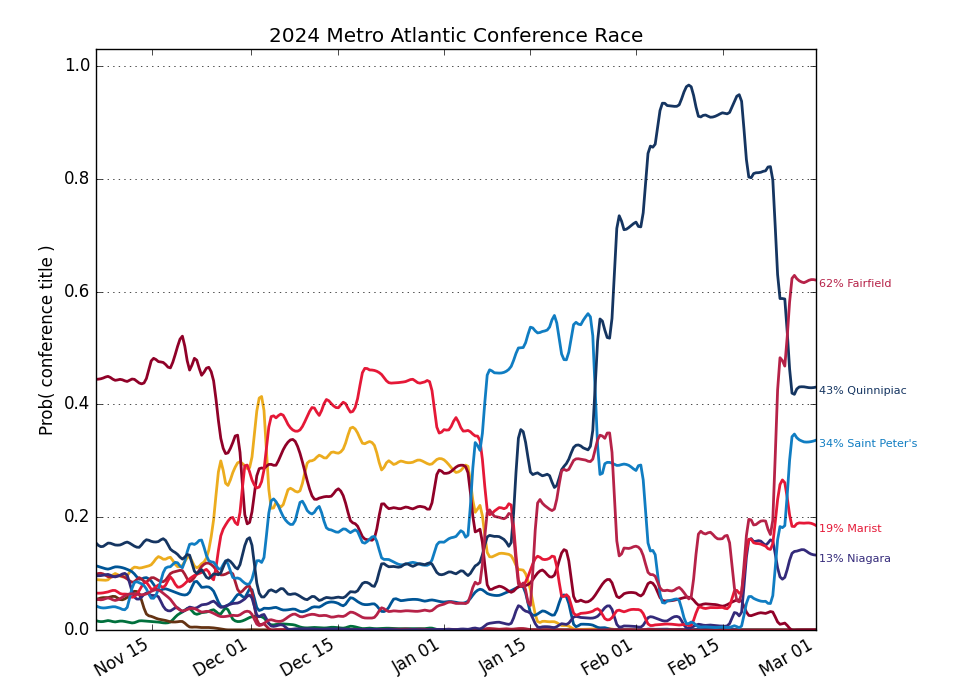 2024 Metro Atlantic Conference Race
Prob( conference title )
1.0
0.8
0.6
0.4
0.2
0.0
Nov 15
Dec 01
Dec 15
Jan 01
Jan 15
Feb 01
Feb 15
Mar 01
62% Fairfield
43% Quinnipiac
34% Saint Peter's
19% Marist
13% Niagara